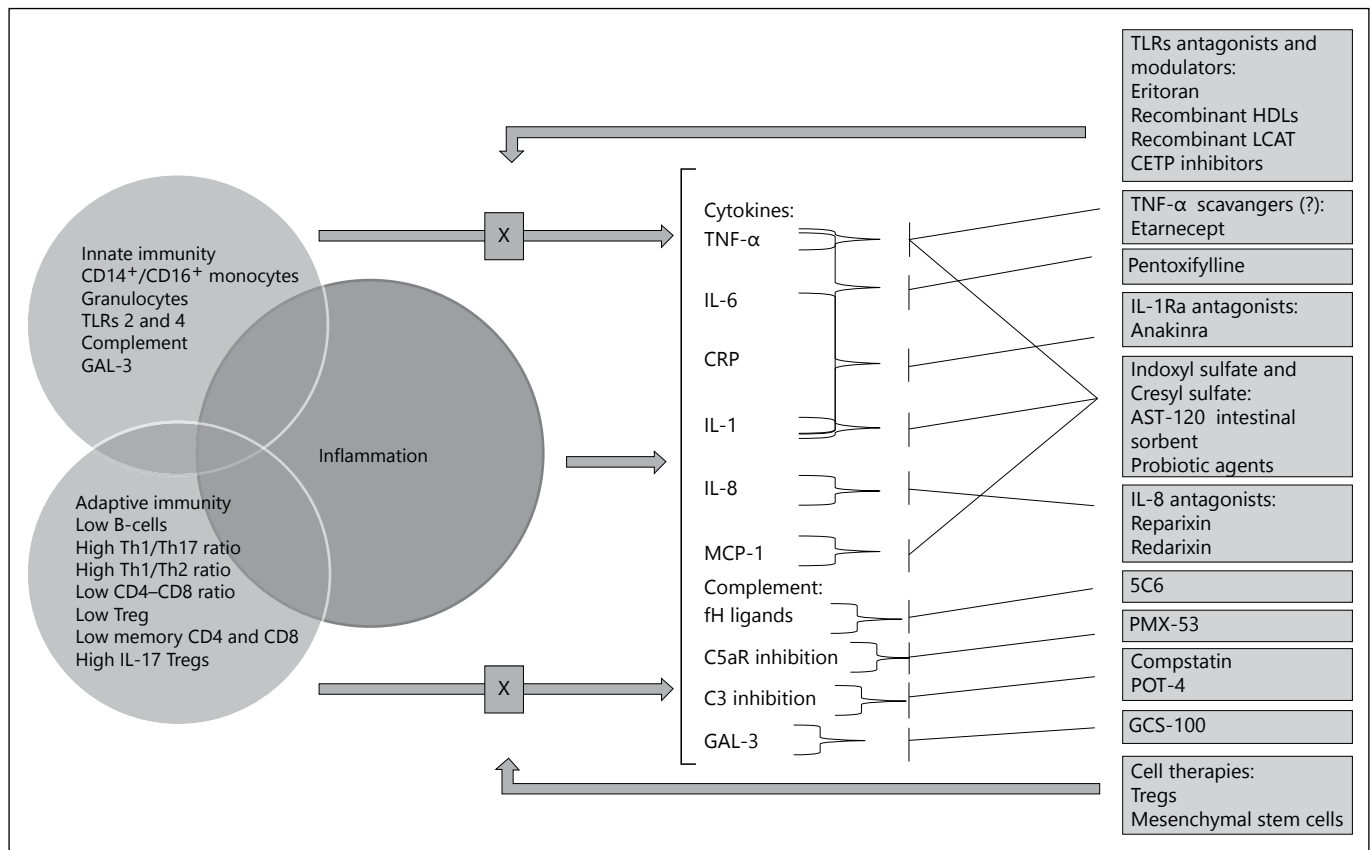 Innate immunity
CD14+/CD16+ monocytes
Granulocytes
TLRs 2 and 4
Complement
GAL-3
Adaptive immunity
Low B-cells
High Th1/Th17 ratio
High Th1/Th2 ratio
Low CD4–CD8 ratio
Low Treg
Low memory CD4 and CD8
High IL-17 Tregs
Inflammation
X
X
Cytokines:
TNF-α
IL-6
CRP
IL-1
IL-8
MCP-1
Complement:
fH ligands
C5aR inhibition
C3 inhibition
GAL-3
TLRs antagonists and
modulators:
Eritoran
Recombinant HDLs
Recombinant LCAT
CETP inhibitors
TNF-α scavangers (?):
Etarnecept
Pentoxifylline
IL-1Ra antagonists:
Anakinra
Indoxyl sulfate and
Cresyl sulfate:
AST-120 intestinal
sorbent
Probiotic agents
IL-8 antagonists:
Reparixin
Redarixin
5C6
PMX-53
Compstatin
POT-4
GCS-100
Cell therapies:
Tregs
Mesenchymal stem cells